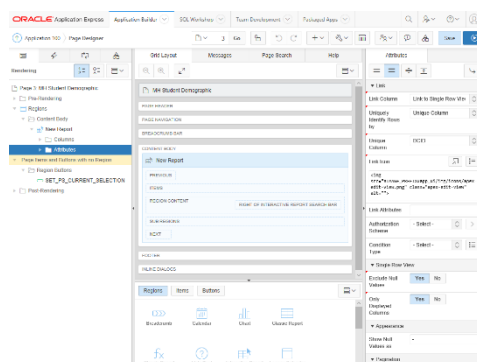 ORACLE Application Express Application Builder SQL Workshop Team Development Packaged Apps
Application 102 Page Designer 3 Go Save
Rendering
Page 3: MH Student Demographic
Pre-Rendering
Regions
Content Body
New Report
Columns
Attributes
Page Items and Buttons with no Region
Region Buttons
SET_PS_CURRENT_SELECTION
Post-Rendering
Grid Layout Messages Page Search Help
MH Student Demographic
PAGE HEADER
PAGE NAVIGATION
BREADCRUMB BAR
CONTENT BODY
New Report
PREVIOUS
ITEMS
REGION CONTENT
RIGHT OF INTERACTIVE REPORT SEARCH BAR
SUB REGIONS
NEXT
FOOTER
INLINE DIALOGS
Regions Items Buttons
Breadcrumb Calendar Chart Classic Report
Attributes
Link
Link Column Link to Single Row View
Uniquely Identify Rows by Unique Column
Unique Column
Link Icon
Link Attributes
Authorization Scheme - Select -
Condition Type - Select -
Single Row View
Exclude Null Values Yes No
Only Displayed Columns Yes No
Appearance
Show Null Values as -
Pagination